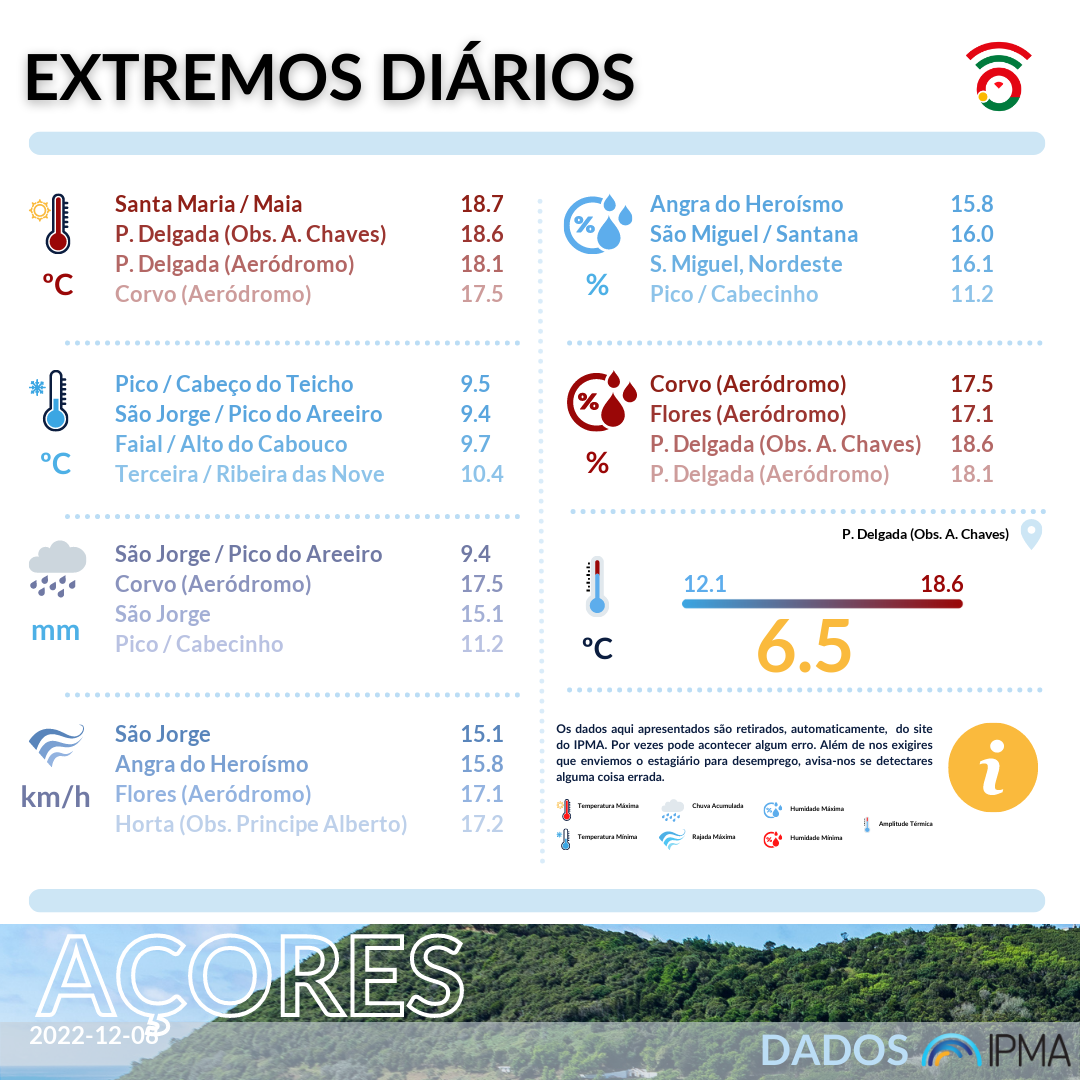 EXTREMOS DIÁRIOS
ºC
Santa Maria / Maia 18.7
P. Delgada (Obs. A. Chaves) 18.6
P. Delgada (Aeródromo) 18.1
Corvo (Aeródromo) 17.5
ºC
Pico / Cabeço do Teicho 9.5
São Jorge / Pico do Areeiro 9.4
Faial / Alto do Cabouco 9.7
Terceira / Ribeira das Nove 10.4
mm
São Jorge / Pico do Areeiro 9.4
Corvo (Aeródromo) 17.5
São Jorge 15.1
Pico / Cabecinho 11.2
km/h
São Jorge 15.1
Angra do Heroísmo 15.8
Flores (Aeródromo) 17.1
Horta (Obs. Principe Alberto) 17.2
%
%
Angra do Heroísmo 15.8
São Miguel / Santana 16.0
S. Miguel, Nordeste 16.1
Pico / Cabecinho 11.2
%
%
Corvo (Aeródromo) 17.5
Flores (Aeródromo) 17.1
P. Delgada (Obs. A. Chaves) 18.6
P. Delgada (Aeródromo) 18.1
P. Delgada (Obs. A. Chaves)
ºC
12.1 18.6
6.5
Os dados aqui apresentados são retirados, automaticamente, do site
do IPMA. Por vezes pode acontecer algum erro. Além de nos exigires
que enviemos o estagiário para desemprego, avisa-nos se detectares
alguma coisa errada.
i
Temperatura Máxima Chuva Acumulada Humidade Máxima
Amplitude Térmica
Temperatura Mínima Rajada Máxima Humidade Mínima
AÇORES
2022-12-08
DADOS IPMA